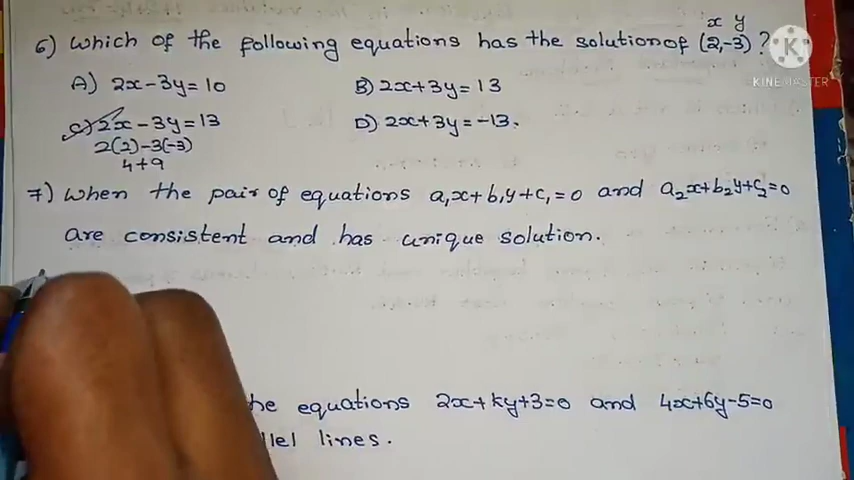 x y
6) Which of the following equations has the solution of (2,-3) ?
A) 2x-3y=10 B) 2x+3y=13
C) 2x-3y=13 D) 2x+3y=-13.
2(2)-3(-3)
4+9
7) When the pair of equations a₁x+b₁y+c₁=0 and a₂x+b₂y+c₂=0
are consistent and has unique solution.
equations 2x+ky+3=0 and 4x+6y-5=0
lines.
K
KINEMASTER